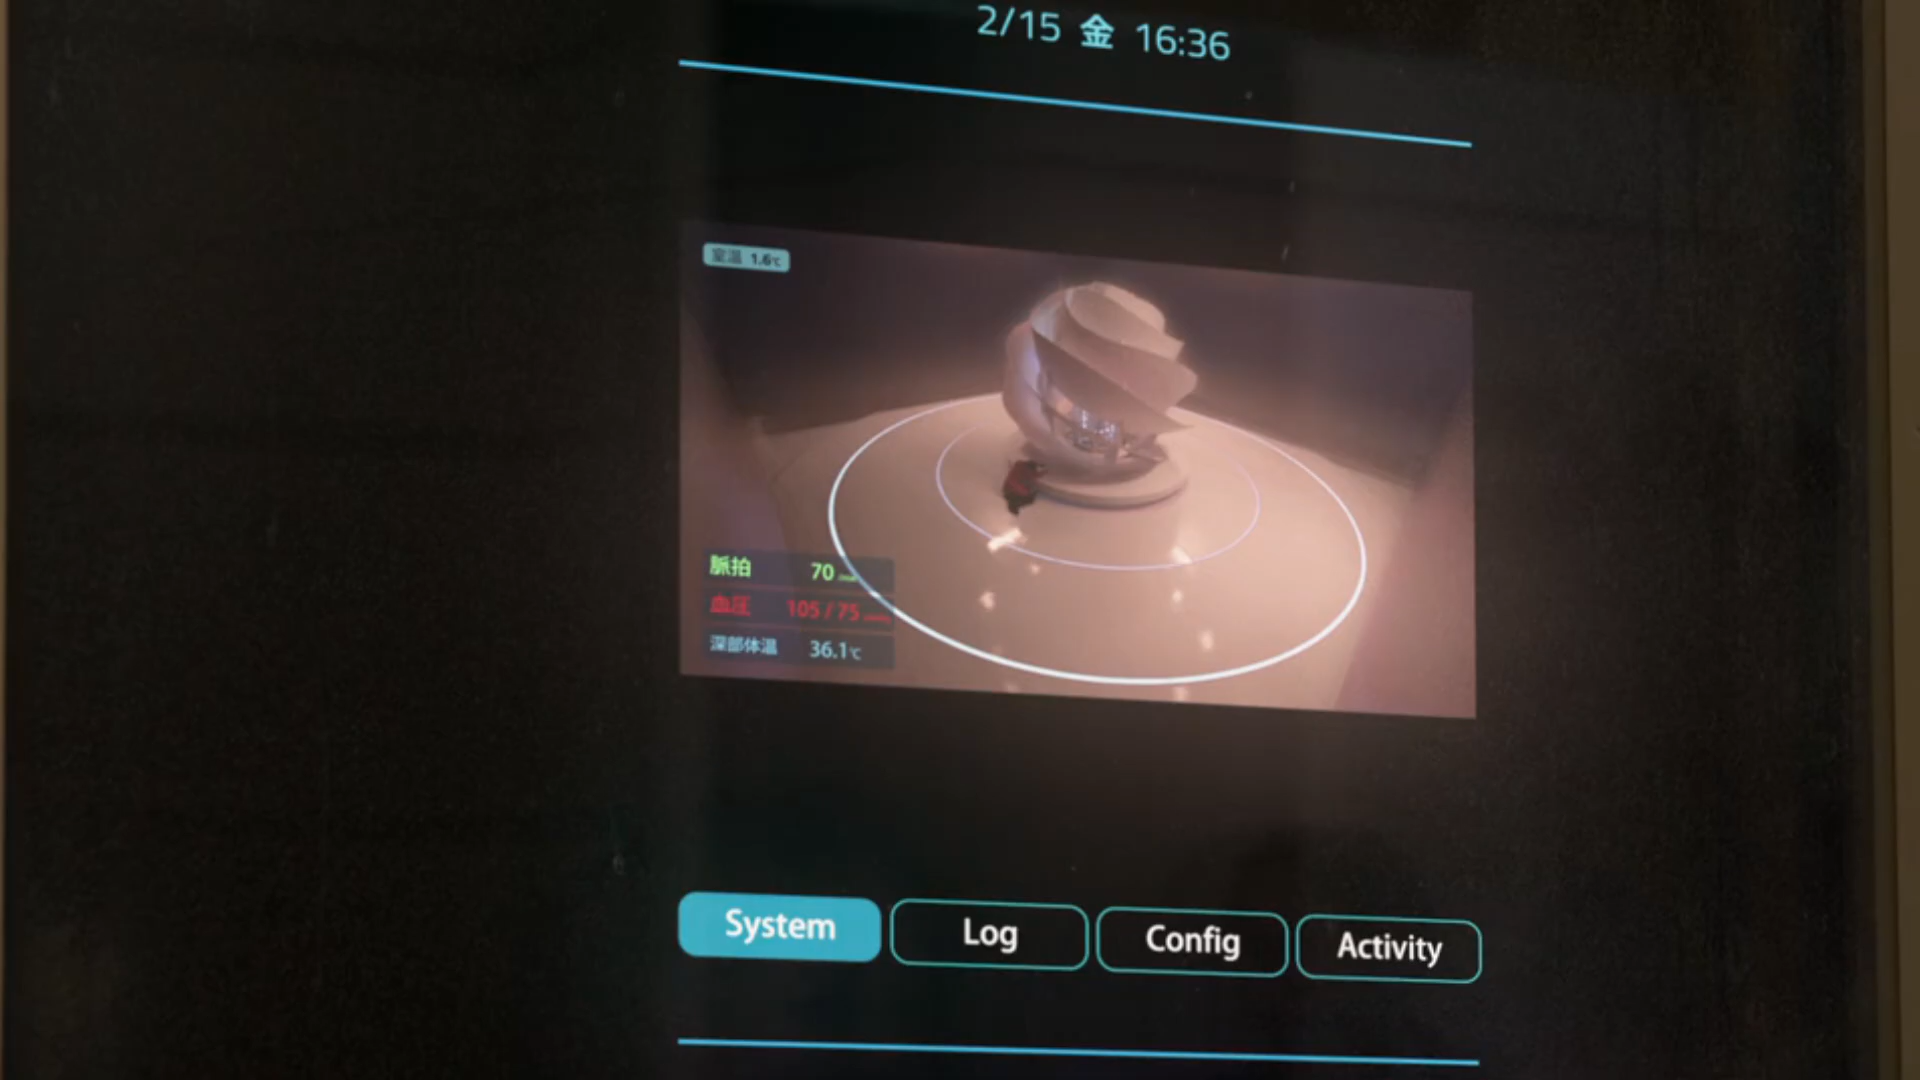 2/15 金 16:36
室温 1.6℃
脈拍 70
血圧 105 / 75
深部体温 36.1℃
System Log Config Activity